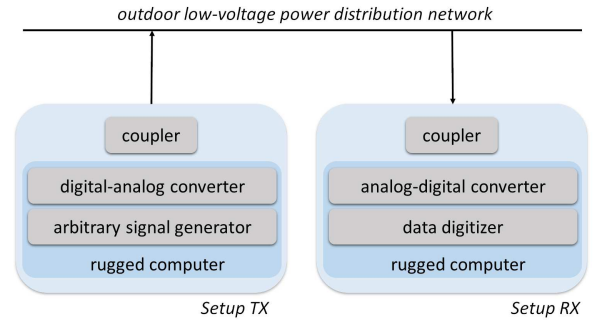 outdoor low-voltage power distribution network
coupler
digital-analog converter
arbitrary signal generator
rugged computer
Setup TX
coupler
analog-digital converter
data digitizer
rugged computer
Setup RX